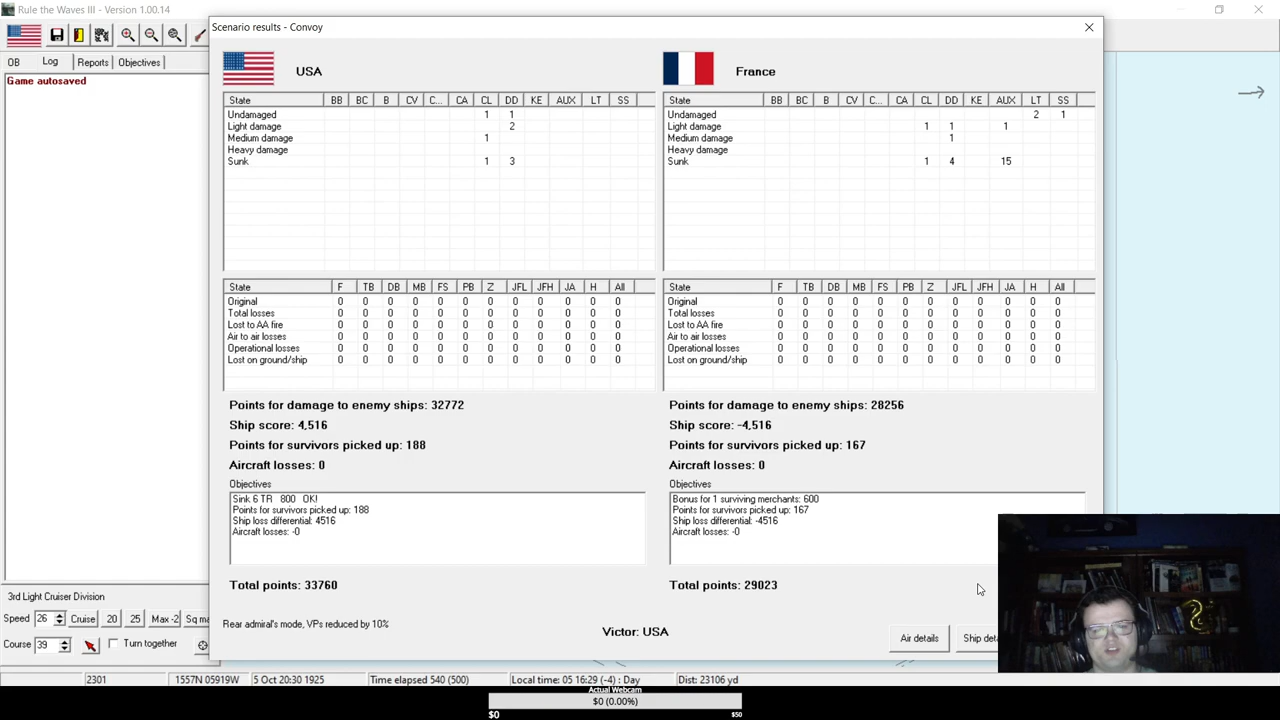 Rule the Waves III - Version 1.00.14
Scenario results - Convoy
OB Log Reports Objectives
Game autosaved
USA
France
State BB BC B CV C... CA CL DD KE AUX LT SS
Undamaged 1 1
Light damage 2
Medium damage 1
Heavy damage
Sunk 1 3
State BB BC B CV C... CA CL DD KE AUX LT SS
Undamaged 2 1
Light damage 1 1 1
Medium damage 1
Heavy damage
Sunk 1 4 15
State F TB DB MB FS PB Z JFL JFH JA H All
Original 0 0 0 0 0 0 0 0 0 0 0 0
Total losses 0 0 0 0 0 0 0 0 0 0 0 0
Lost to AA fire 0 0 0 0 0 0 0 0 0 0 0 0
Air to air losses 0 0 0 0 0 0 0 0 0 0 0 0
Operational losses 0 0 0 0 0 0 0 0 0 0 0 0
Lost on ground/ship 0 0 0 0 0 0 0 0 0 0 0 0
State F TB DB MB FS PB Z JFL JFH JA H All
Original 0 0 0 0 0 0 0 0 0 0 0 0
Total losses 0 0 0 0 0 0 0 0 0 0 0 0
Lost to AA fire 0 0 0 0 0 0 0 0 0 0 0 0
Air to air losses 0 0 0 0 0 0 0 0 0 0 0 0
Operational losses 0 0 0 0 0 0 0 0 0 0 0 0
Lost on ground/ship 0 0 0 0 0 0 0 0 0 0 0 0
Points for damage to enemy ships: 32772
Ship score: 4,516
Points for survivors picked up: 188
Aircraft losses: 0
Objectives
Sink 6 TR 800 OK!
Points for survivors picked up: 188
Ship loss differential: 4516
Aircraft losses: -0
Total points: 33760
Points for damage to enemy ships: 28256
Ship score: -4,516
Points for survivors picked up: 167
Aircraft losses: 0
Objectives
Bonus for 1 surviving merchants: 600
Points for survivors picked up: 167
Ship loss differential: -4516
Aircraft losses: -0
Total points: 29023
Rear admiral's mode, VPs reduced by 10%
Victor: USA
Air details
Ship deta
3rd Light Cruiser Division
Speed 26 Cruise 20 25 Max -2 Sq ma
Course 39 Turn together
2301 1557N 05919W 5 Oct 20:30 1925 Time elapsed 540 (500) Local time: 05 16:29 (-4) : Day Dist: 23106 yd
Actual Webcam
$0 (0.00%)
$0 $50